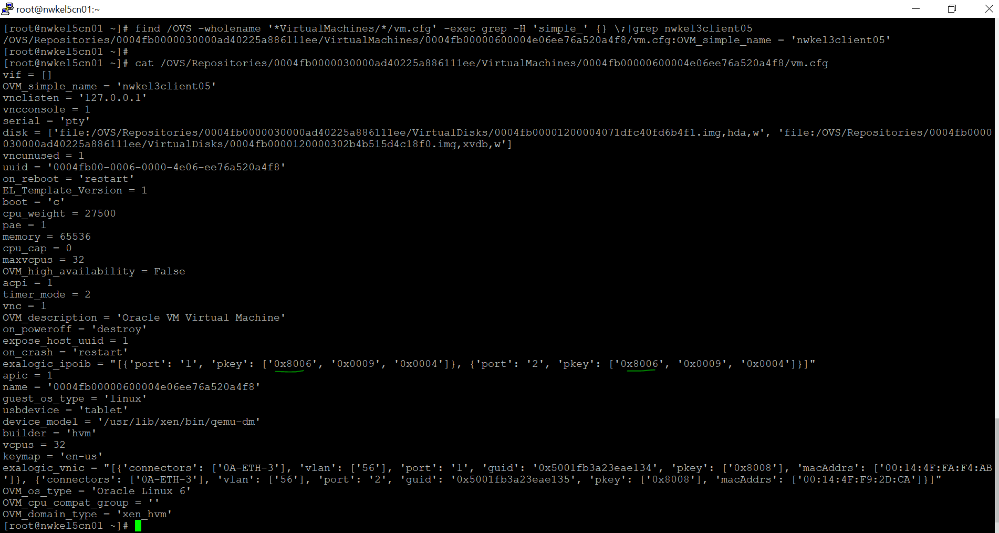 root@nwkel5cn01:~
[root@nwkel5cn01 ~]# find /OVS -wholename '*VirtualMachines/*/vm.cfg' -exec grep -H 'simple_' {} \;|grep nwkel3client05
/OVS/Repositories/0004fb0000030000ad40225a886111ee/VirtualMachines/0004fb00000600004e06ee76a520a4f8/vm.cfg:OVM_simple_name = 'nwkel3client05'
[root@nwkel5cn01 ~]#
[root@nwkel5cn01 ~]# cat /OVS/Repositories/0004fb0000030000ad40225a886111ee/VirtualMachines/0004fb00000600004e06ee76a520a4f8/vm.cfg
vif = []
OVM_simple_name = 'nwkel3client05'
vnclisten = '127.0.0.1'
vncconsole = 1
serial = 'pty'
disk = ['file:/OVS/Repositories/0004fb0000030000ad40225a886111ee/VirtualDisks/0004fb00001200004071dfc40fd6b4f1.img,hda,w', 'file:/OVS/Repositories/0004fb0000
030000ad40225a886111ee/VirtualDisks/0004fb0000120000302b4b515d4c18f0.img,xvdb,w']
vncunused = 1
uuid = '0004fb00-0006-0000-4e06-ee76a520a4f8'
on_reboot = 'restart'
EL_Template_Version = 1
boot = 'c'
cpu_weight = 27500
pae = 1
memory = 65536
cpu_cap = 0
maxvcpus = 32
OVM_high_availability = False
acpi = 1
timer_mode = 2
vnc = 1
OVM_description = 'Oracle VM Virtual Machine'
on_poweroff = 'destroy'
expose_host_uuid = 1
on_crash = 'restart'
exalogic_ipoib = "[{'port': '1', 'pkey': ['0x8006', '0x0009', '0x0004']}, {'port': '2', 'pkey': ['0x8006', '0x0009', '0x0004']}]"
apic = 1
name = '0004fb00000600004e06ee76a520a4f8'
guest_os_type = 'linux'
usbdevice = 'tablet'
device_model = '/usr/lib/xen/bin/qemu-dm'
builder = 'hvm'
vcpus = 32
keymap = 'en-us'
exalogic_vnic = "[{'connectors': ['0A-ETH-3'], 'vlan': ['56'], 'port': '1', 'guid': '0x5001fb3a23eae134', 'pkey': ['0x8008'], 'macAddrs': ['00:14:4F:FA:F4:AB
']}, {'connectors': ['0A-ETH-3'], 'vlan': ['56'], 'port': '2', 'guid': '0x5001fb3a23eae135', 'pkey': ['0x8008'], 'macAddrs': ['00:14:4F:F9:2D:CA']}]"
OVM_os_type = 'Oracle Linux 6'
OVM_cpu_compat_group = ''
OVM_domain_type = 'xen_hvm'
[root@nwkel5cn01 ~]#